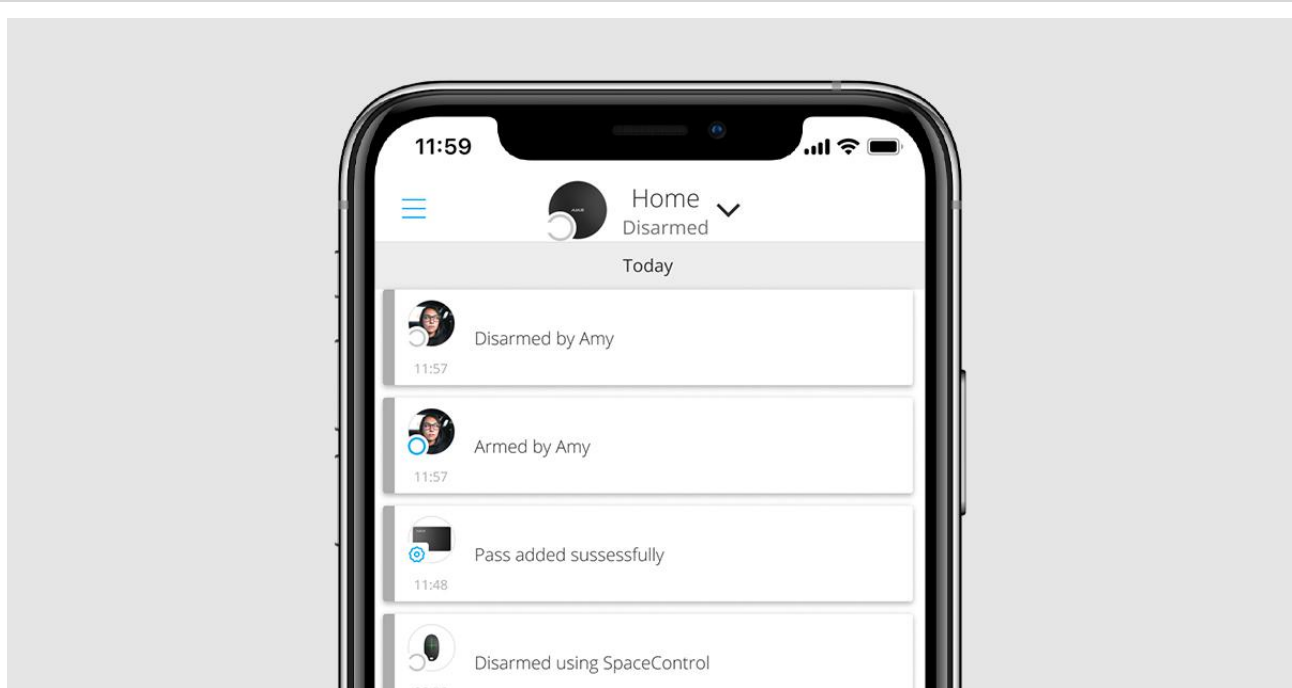 11:59
Home
Disarmed
Today
Disarmed by Amy
11:57
Armed by Amy
11:57
Pass added sussessfully
11:48
Disarmed using SpaceControl